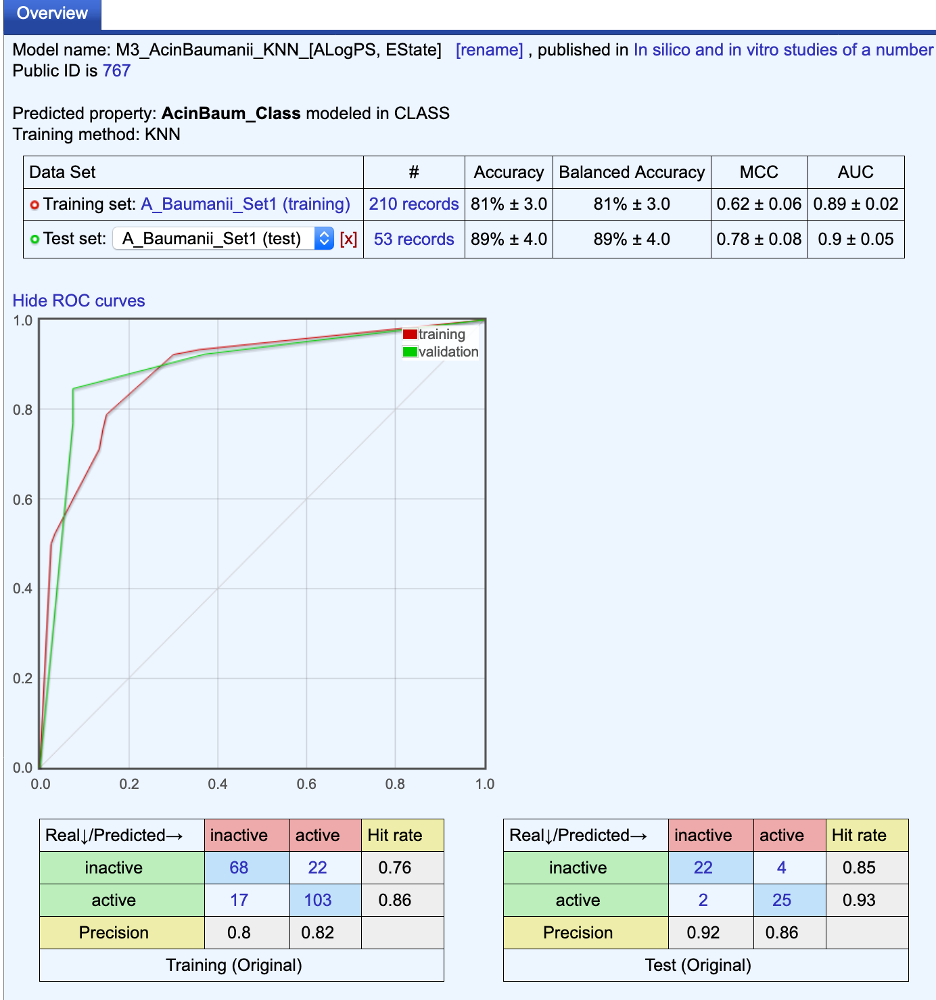 Overview
Model name: M3_AcinBaumanii_KNN_[ALogPS, EState] [rename] , published in In silico and in vitro studies of a number
Public ID is 767
Predicted property: AcinBaum_Class modeled in CLASS
Training method: KNN
Data Set # Accuracy Balanced Accuracy MCC AUC
Training set: A_Baumanii_Set1 (training) 210 records 81% ± 3.0 81% ± 3.0 0.62 ± 0.06 0.89 ± 0.02
Test set: A_Baumanii_Set1 (test) [x] 53 records 89% ± 4.0 89% ± 4.0 0.78 ± 0.08 0.9 ± 0.05
Hide ROC curves
1.0
training
validation
0.8
0.6
0.4
0.2
0.0
0.0 0.2 0.4 0.6 0.8 1.0
Real↓/Predicted→ inactive active Hit rate
inactive 68 22 0.76
active 17 103 0.86
Precision 0.8 0.82
Training (Original)
Real↓/Predicted→ inactive active Hit rate
inactive 22 4 0.85
active 2 25 0.93
Precision 0.92 0.86
Test (Original)